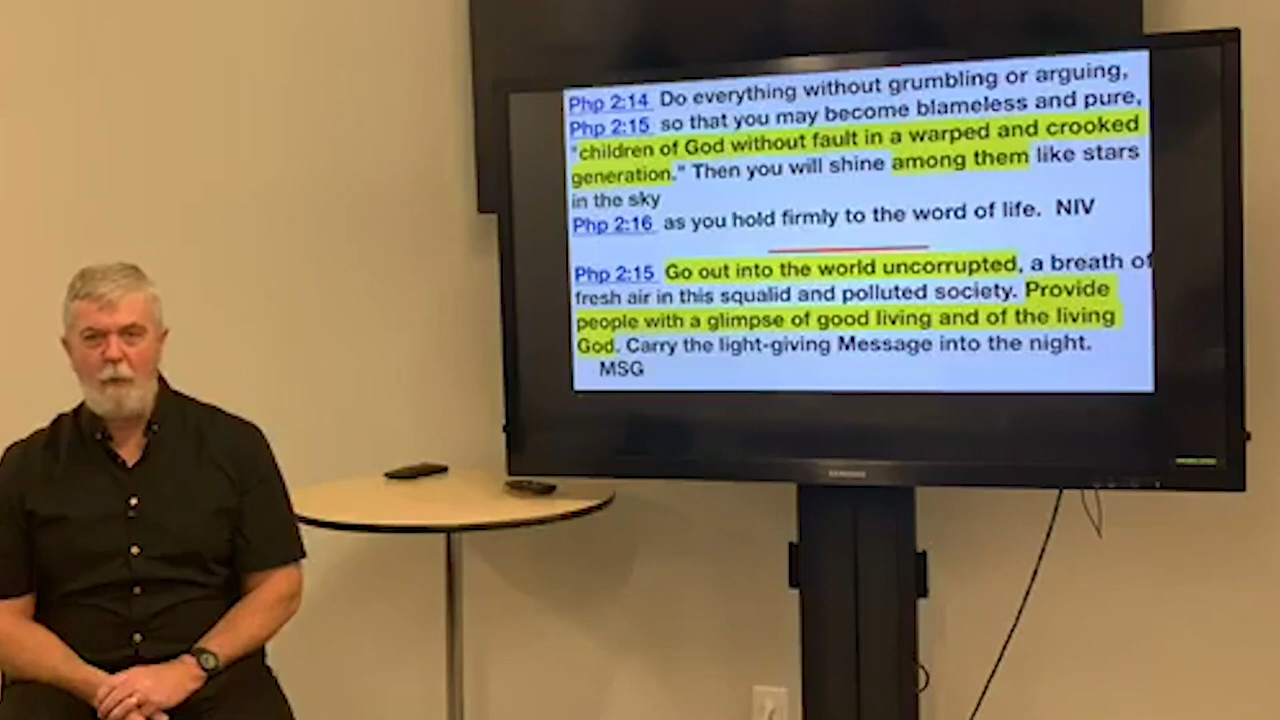 Php 2:14 Do everything without grumbling or arguing,
Php 2:15 so that you may become blameless and pure,
"children of God without fault in a warped and crooked
generation." Then you will shine among them like stars
in the sky
Php 2:16 as you hold firmly to the word of life. NIV
Php 2:15 Go out into the world uncorrupted, a breath of
fresh air in this squalid and polluted society. Provide
people with a glimpse of good living and of the living
God. Carry the light-giving Message into the night.
MSG
SAMSUNG